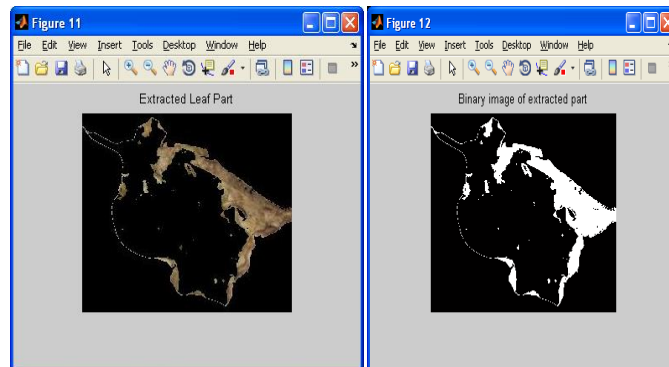 Figure 11
File Edit View Insert Tools Desktop Window Help
Extracted Leaf Part
Figure 12
File Edit View Insert Tools Desktop Window Help
Binary image of extracted part